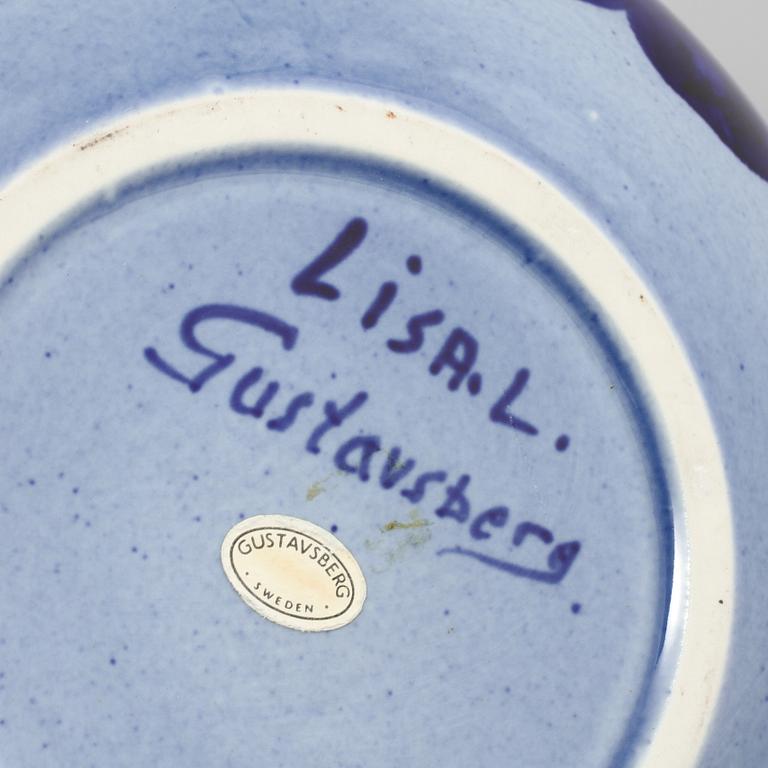 LisA.L.
Gustavsberg
GUSTAVSBERG
· SWEDEN ·